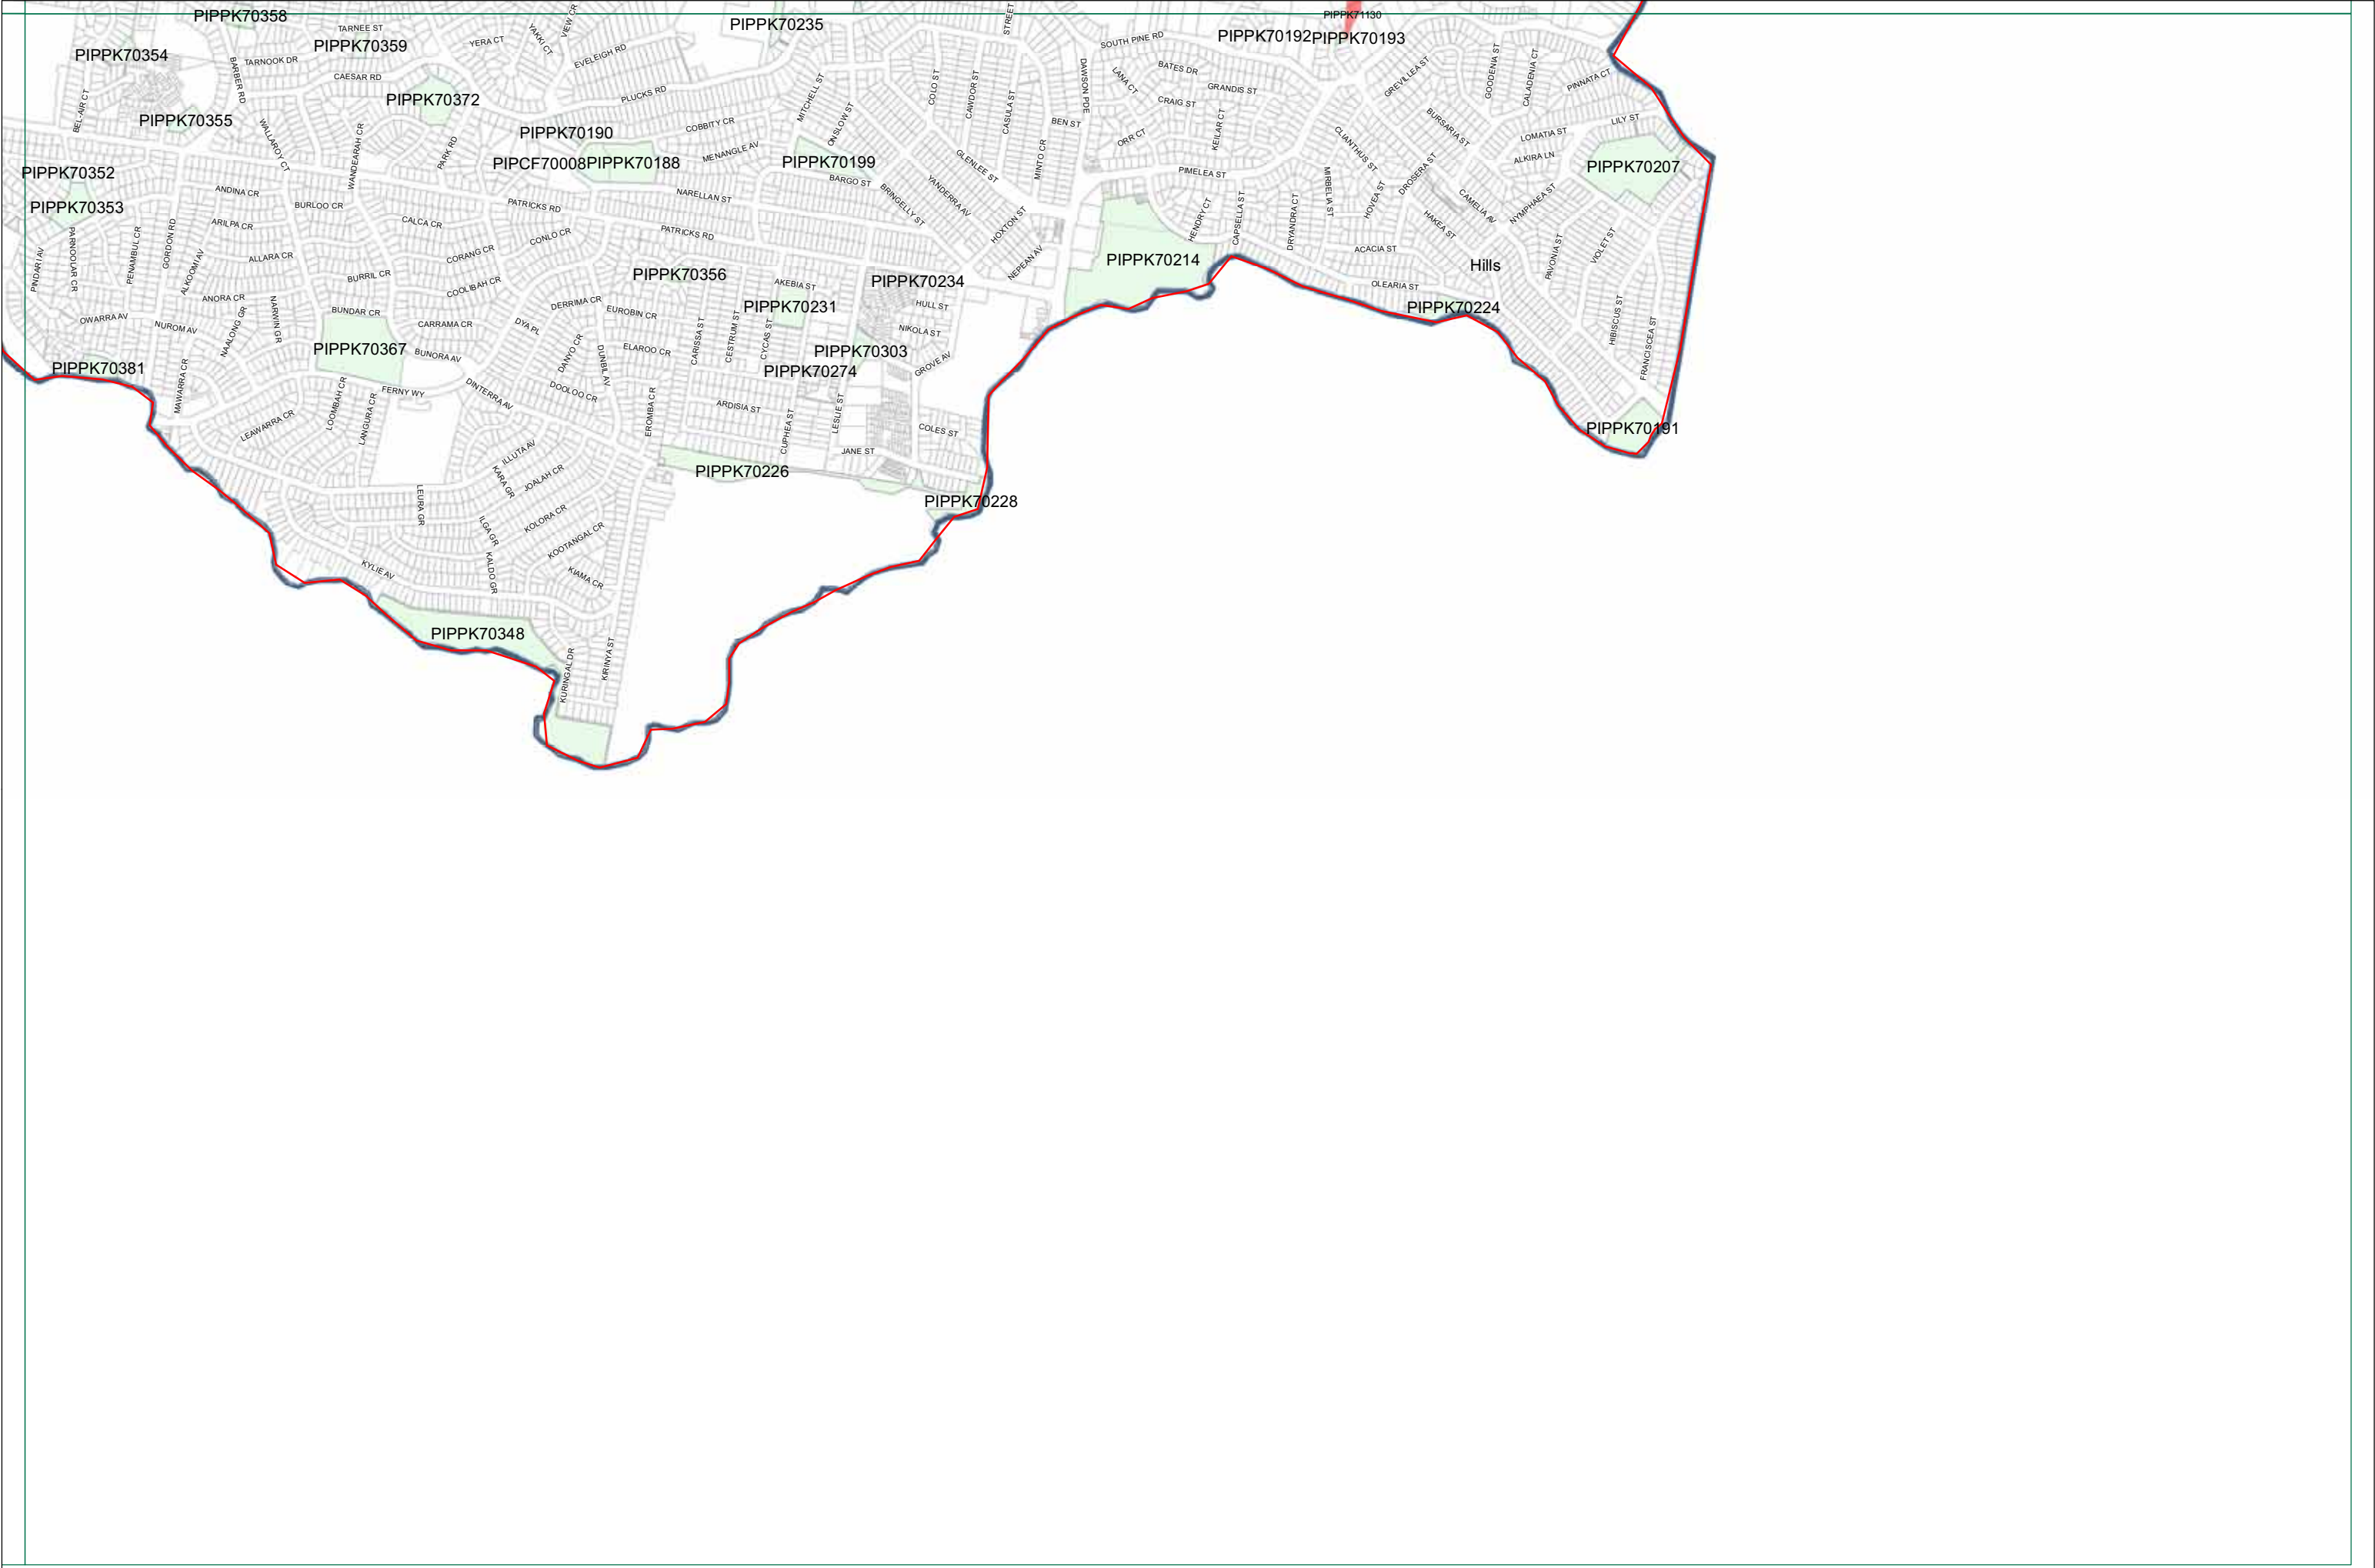 PIPPK70358
PIPPK70235
STREET
PIPPK71130
VIEW CR
TARNEE ST
YAKKI CT
YERA CT
PIPPK70359
SOUTH PINE RD
PIPPK70192
PIPPK70193
PIPPK70354
TARNOOK DR
EVELEIGH RD
BARBER RD
CAESAR RD
BATES DR
LANA CT
GREVILLEA ST
GOODENIA ST
CALADENIA CT
PINNATA CT
DAWSON PDE
COLO ST
CAWDOR ST
MITCHELL ST
PLUCKS RD
GRANDIS ST
PIPPK70372
CRAIG ST
BEL-AIR CT
CASULA ST
PIPPK70355
ONSLOW ST
COBBITY CR
BEN ST
KEILAR CT
BURSARIA ST
LILY ST
PIPPK70190
LOMATIA ST
ORR CT
CLIANTHUS ST
WALLAROY CT
WANDEARAH CR
PARK RD
MENANGLE AV
PIPCF70008
PIPPK70188
PIPPK70199
GLENLEE ST
MINTO CR
ALKIRA LN
PIPPK70207
PIPPK70352
PIMELEA ST
DROSERA ST
BARGO ST
ANDINA CR
NARELLAN ST
YANDERRA AV
BRINGELLY ST
MIRBELIA ST
HOVEA ST
CAMELIA AV
NYMPHAEA ST
PIPPK70353
BURLOO CR
PATRICKS RD
HENDRY CT
CAPSELLA ST
DRYANDRA CT
HAKEA ST
ARILPA CR
CALCA CR
HOXTON ST
PATRICKS RD
CONLO CR
GORDON RD
PENAMBUL CR
PARNOOLAR CR
PINDARI AV
ALKOOMI AV
ALLARA CR
CORANG CR
NEPEAN AV
ACACIA ST
PAVONIA ST
VIOLET ST
PIPPK70214
Hills
BURRIL CR
COOLIBAH CR
PIPPK70356
AKEBIA ST
PIPPK70234
OLEARIA ST
ANORA CR
DERRIMA CR
PIPPK70231
HULL ST
PIPPK70224
BUNDAR CR
EUROBIN CR
OWARRA AV
NUROM AV
NAALONG GR
NARWIN GR
CARRAMA CR
DYA PL
NIKOLA ST
HIBISCUS ST
FRANCISCEA ST
PIPPK70367
BUNORA AV
DANYO CR
DUNBIL AV
ELAROO CR
CARISSA ST
CESTRUM ST
CYCAS ST
PIPPK70303
GROVE AV
PIPPK70381
PIPPK70274
MAWARRA CR
FERNY WY
DINTERRA AV
DOOLOO CR
LOOMBAH CR
LANGURA CR
EROMBA CR
ARDISIA ST
LESLIE ST
CUPHEA ST
LEAWARRA CR
COLES ST
PIPPK70191
ILLUTA AV
JANE ST
KARA GR
JOALAH CR
PIPPK70226
LEURA GR
PIPPK70228
ILGA GR
KOLORA CR
KOOTANGAL CR
KYLIE AV
KALDO GR
KIAMA CR
PIPPK70348
KURINGAL DR
KIRINYA ST